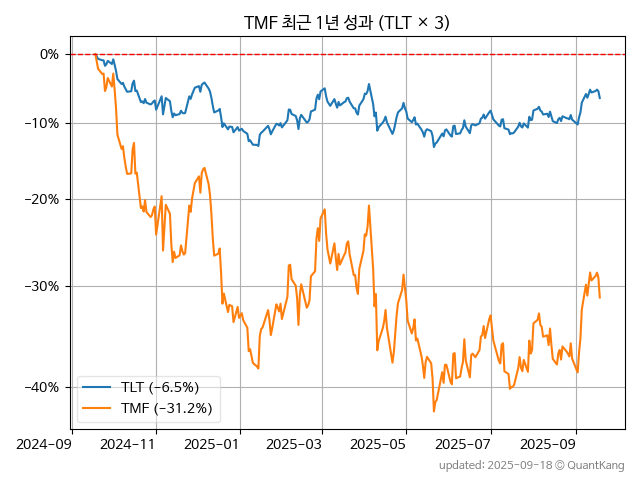 TMF 최근 1년 성과 (TLT × 3)
0%
−10%
−20%
−30%
−40%
TLT (−6.5%)
TMF (−31.2%)
2024-09 2024-11 2025-01 2025-03 2025-05 2025-07 2025-09
updated: 2025-09-18 © QuantKang